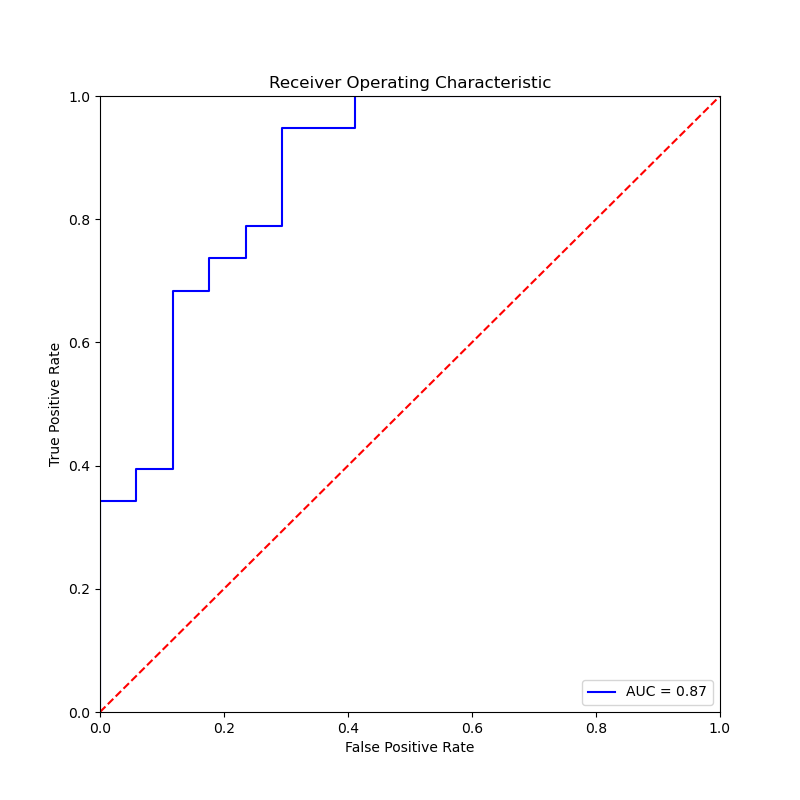 Receiver Operating Characteristic
1.0
0.8
0.6
0.4
0.2
0.0
True Positive Rate
AUC = 0.87
0.0 0.2 0.4 0.6 0.8 1.0
False Positive Rate